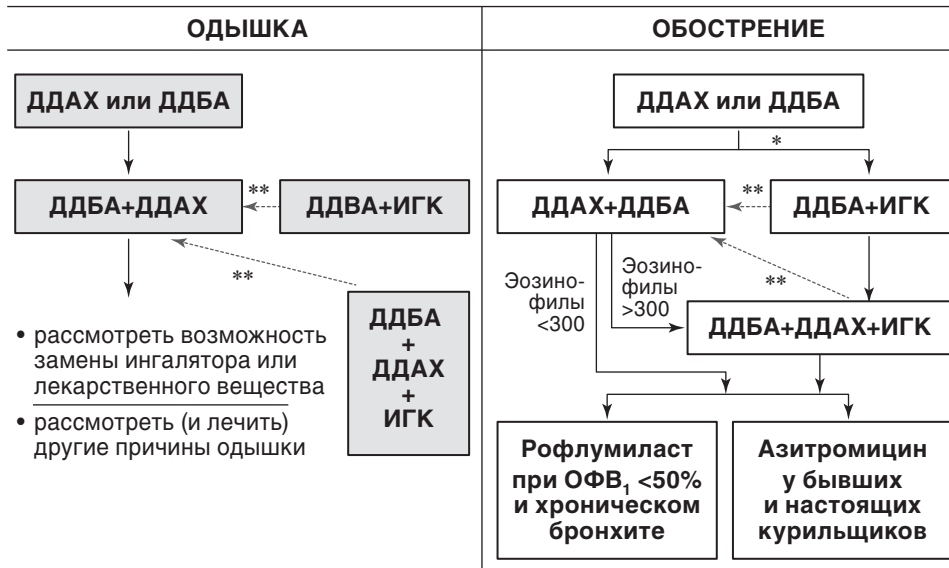 ОДЫШКА
ДДАХ или ДДБА
ДДБА+ДДАХ
**
ДДВА+ИГК
**
ДДБА
+
ДДАХ
+
ИГК
• рассмотреть возможность
замены ингалятора или
лекарственного вещества
• рассмотреть (и лечить)
другие причины одышки
ОБОСТРЕНИЕ
ДДАХ или ДДБА
*
ДДАХ+ДДБА
**
ДДБА+ИГК
Эозино-
филы
<300
Эозино-
филы
>300
**
ДДБА+ДДАХ+ИГК
Рофлумиласт
при ОФВ₁ <50%
и хроническом
бронхите
Азитромицин
у бывших
и настоящих
курильщиков